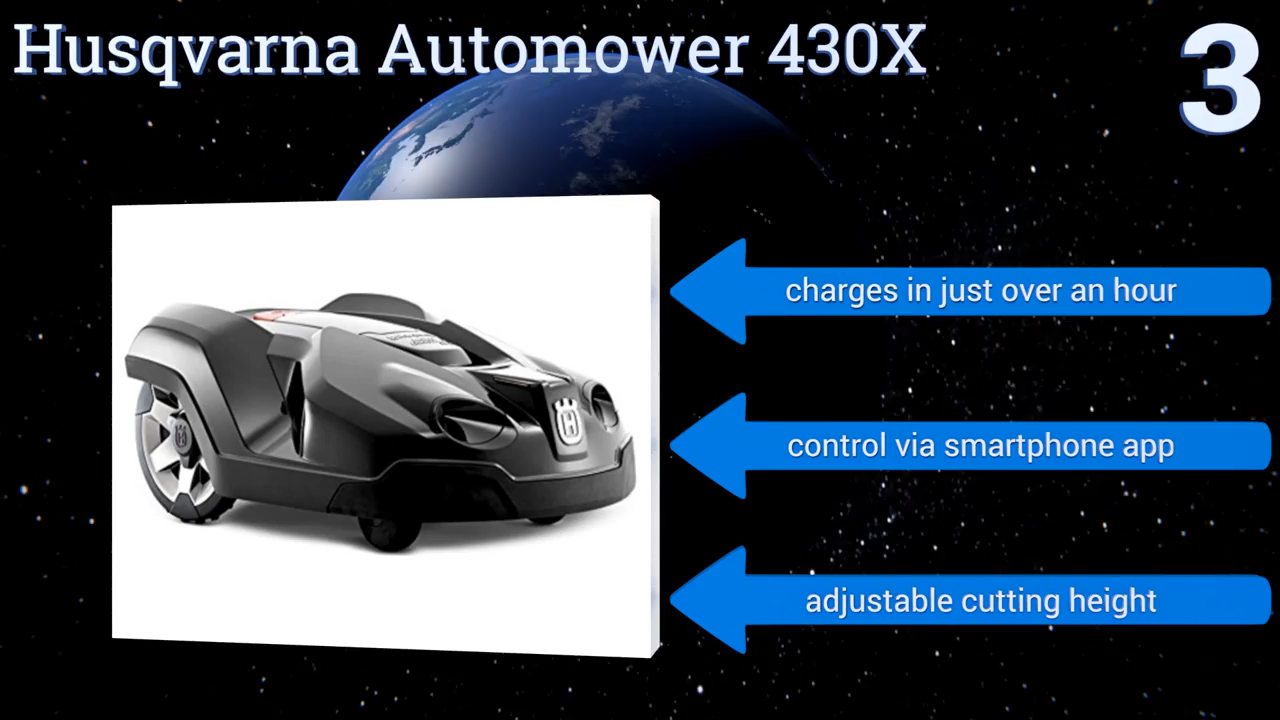 Husqvarna Automower 430X
3
charges in just over an hour
control via smartphone app
adjustable cutting height